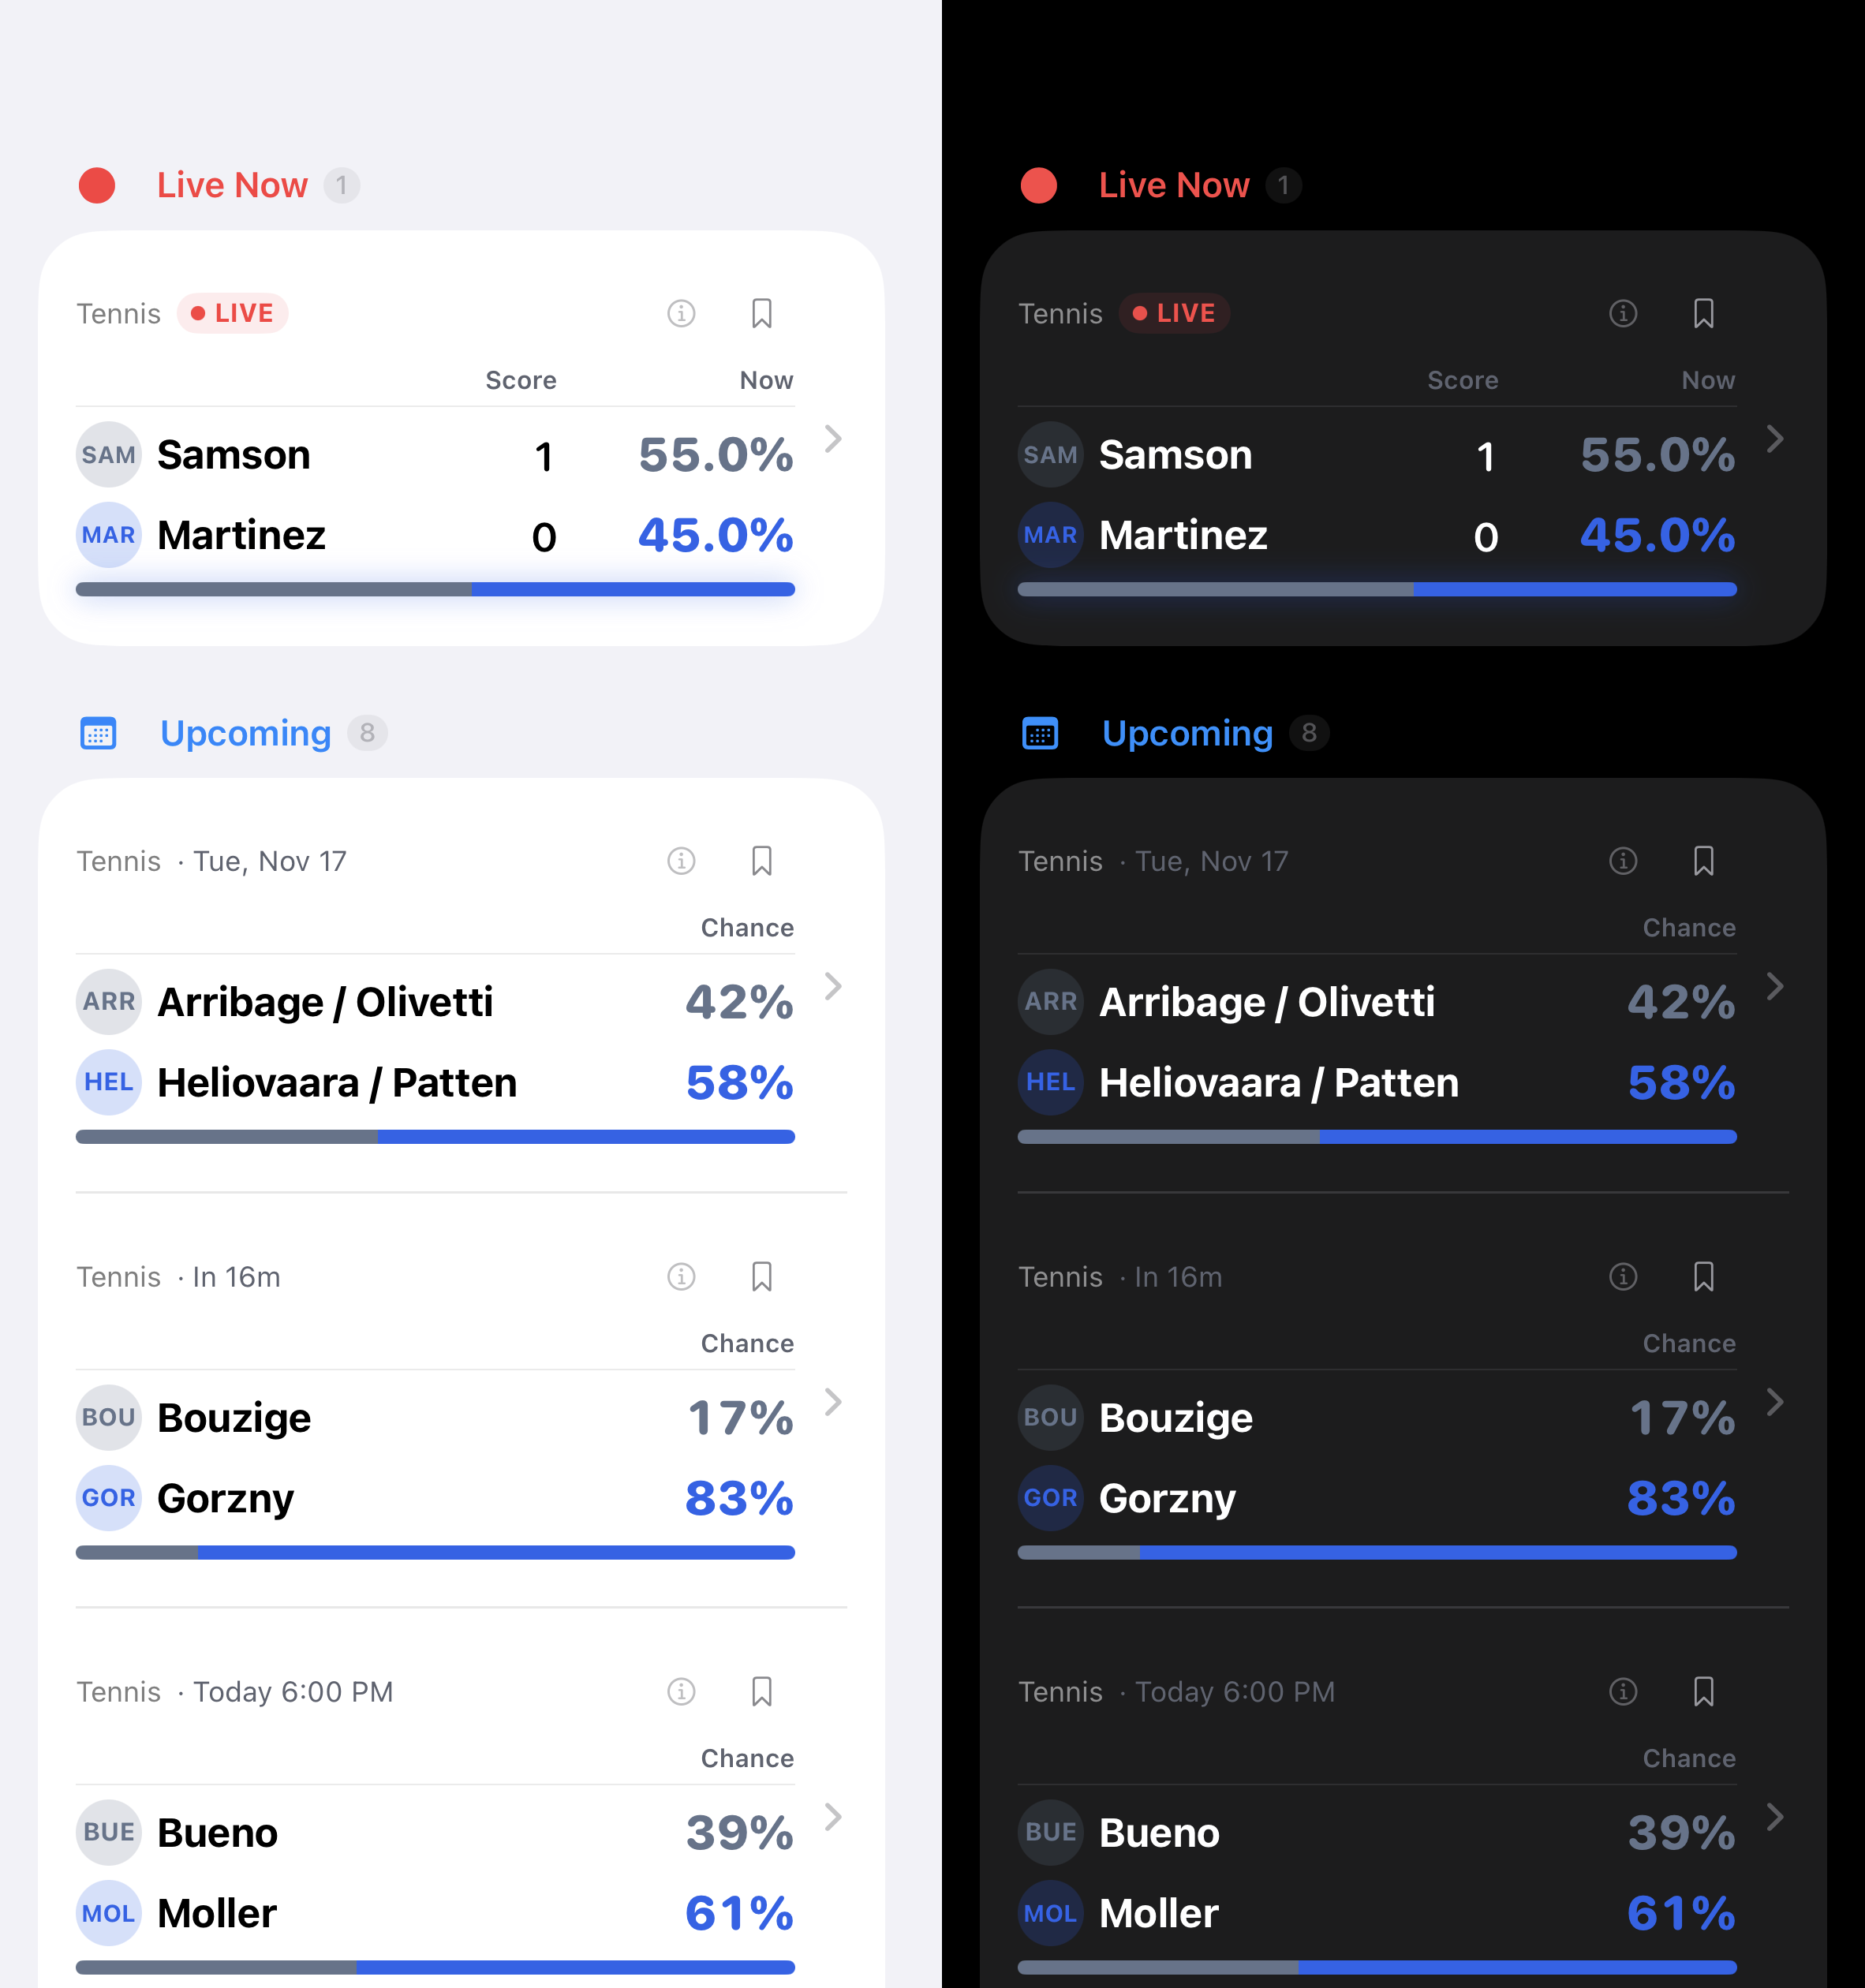 Live Now 1
Tennis LIVE
Score Now
SAM Samson 1 55.0%
MAR Martinez 0 45.0%
Upcoming 8
Tennis · Tue, Nov 17
Chance
ARR Arribage / Olivetti 42%
HEL Heliovaara / Patten 58%
Tennis · In 16m
Chance
BOU Bouzige 17%
GOR Gorzny 83%
Tennis · Today 6:00 PM
Chance
BUE Bueno 39%
MOL Moller 61%
Live Now 1
Tennis LIVE
Score Now
SAM Samson 1 55.0%
MAR Martinez 0 45.0%
Upcoming 8
Tennis · Tue, Nov 17
Chance
ARR Arribage / Olivetti 42%
HEL Heliovaara / Patten 58%
Tennis · In 16m
Chance
BOU Bouzige 17%
GOR Gorzny 83%
Tennis · Today 6:00 PM
Chance
BUE Bueno 39%
MOL Moller 61%